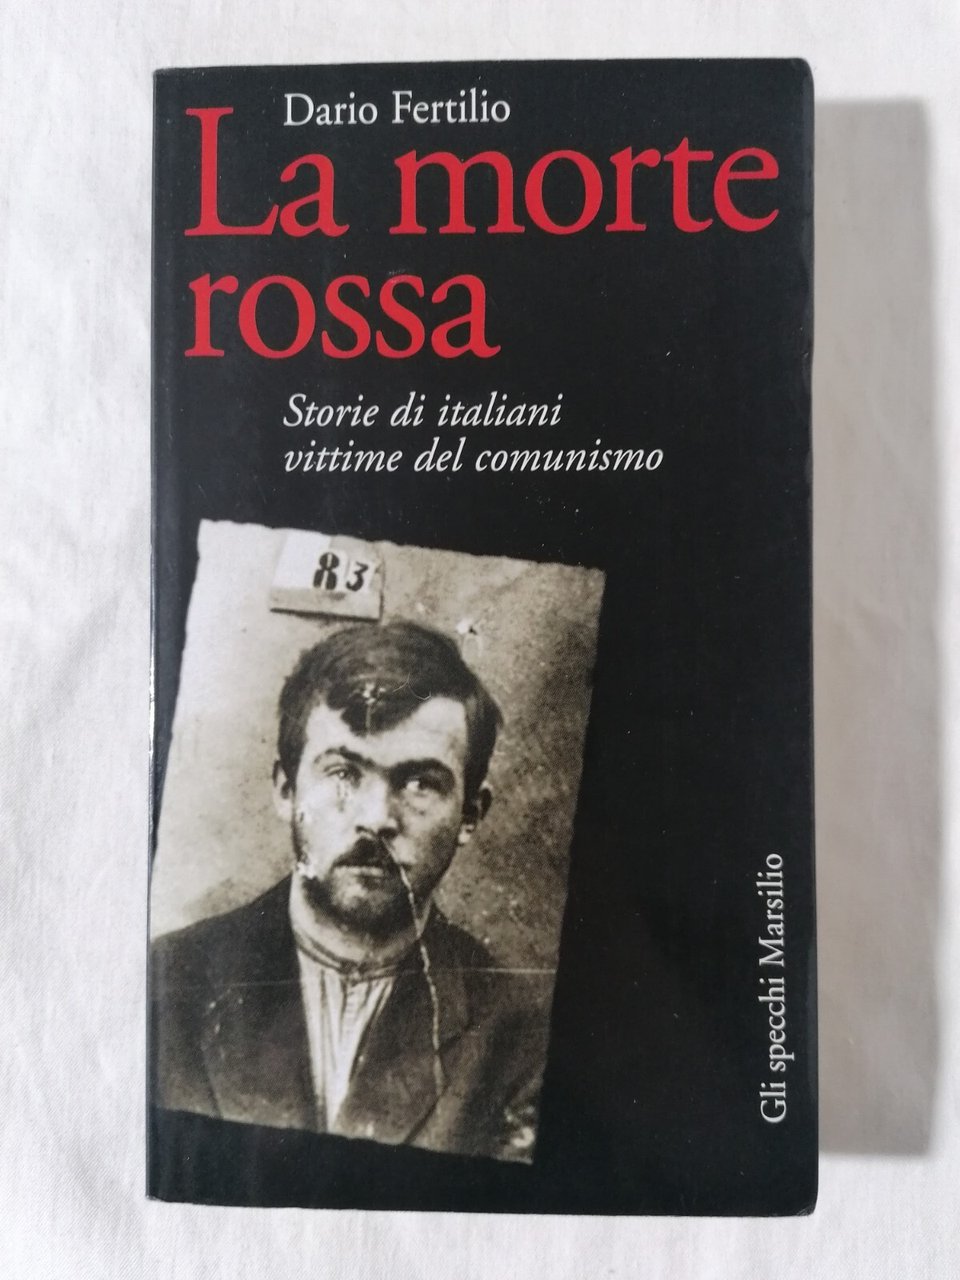 Dario Fertilio
La morte
rossa
Storie di italiani
vittime del comunismo
83
Gli specchi Marsilio